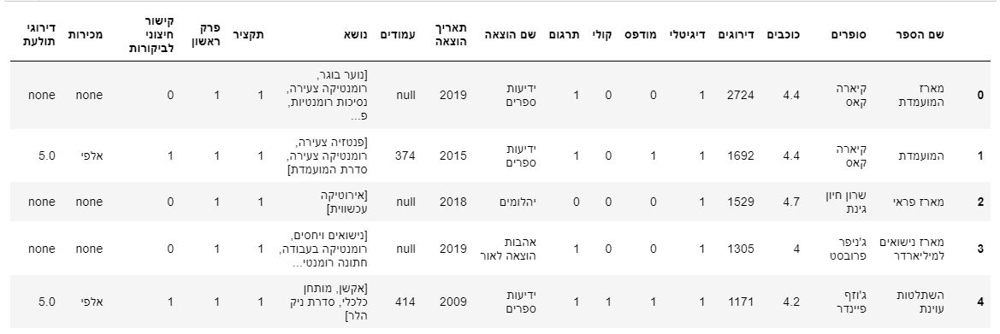 שם הספר סופרים כוכבים דירוגים דיגיטלי מודפס קולי תרגום שם הוצאה תאריך הוצאה עמודים נושא תקציר פרק ראשון קישור חיצוני לביקורות מכירות דירוגי תולעת
0 מארז המועמדת קיארה קאס 4.4 2724 1 0 0 1 ידיעות ספרים 2019 null [נוער בוגר, רומנטיקה צעירה, נסיכות רומנטיות, פ... 1 1 0 none none
1 המועמדת קיארה קאס 4.4 1692 1 1 0 1 ידיעות ספרים 2015 374 [פנטזיה צעירה, רומנטיקה צעירה, סדרת המועמדת] 1 1 1 אלפי 5.0
2 מארז פראי שרון חיון גינת 4.7 1529 1 0 0 0 יהלומים 2018 null [אירוטיקה עכשווית] 1 1 0 none none
3 מארז נישואים למיליארדר ג'ניפר פרובסט 4 1305 1 0 0 1 אהבות הוצאה לאור 2019 null [נישואים ויחסים, רומנטיקה בעבודה, חתונה רומנטי... 1 1 0 none none
4 השתלטות עוינת ג'וזף פיינדר 4.2 1171 1 1 1 1 ידיעות ספרים 2009 414 [אקשן, מותחן כלכלי, סדרת ניק הלר] 1 1 1 אלפי 5.0